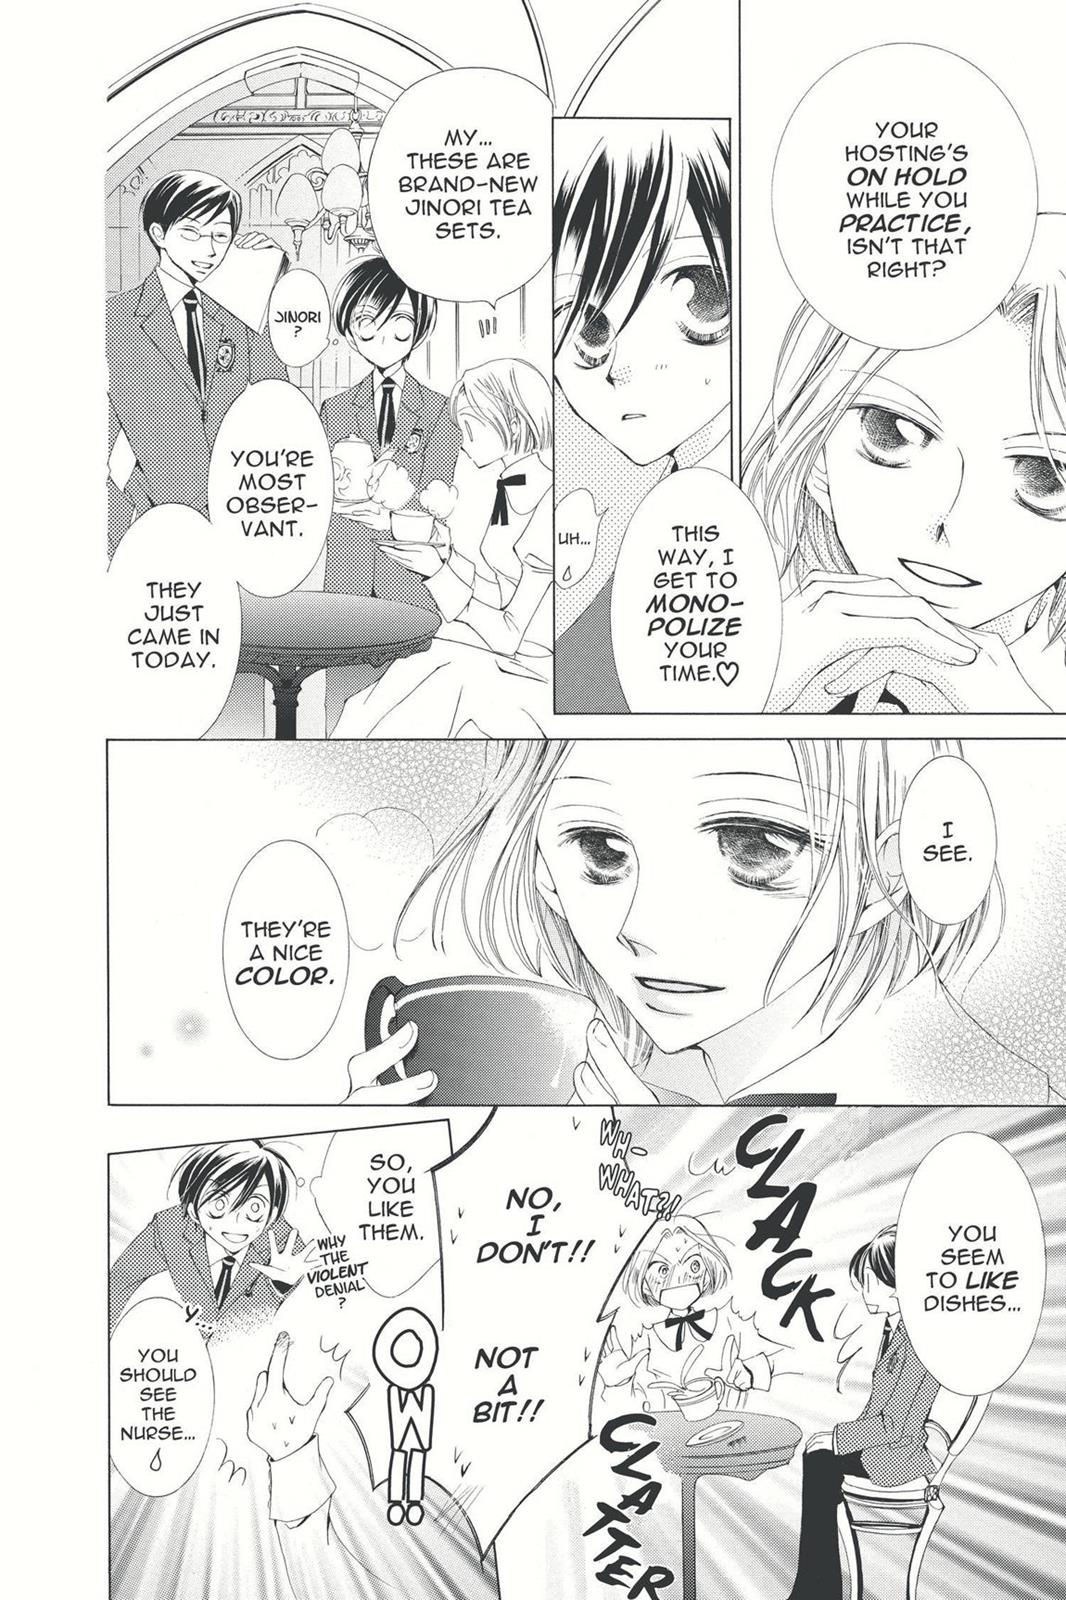 YOUR
HOSTING'S
ON HOLD
WHILE YOU
PRACTICE,
ISN'T THAT
RIGHT?
THIS
WAY, I
GET TO
MONO-
POLIZE
YOUR
TIME.♡
UH...
MY...
THESE ARE
BRAND-NEW
JINORI TEA
SETS.
JINORI
?
YOU'RE
MOST
OBSER-
VANT.
THEY
JUST
CAME IN
TODAY.
I
SEE.
THEY'RE
A NICE
COLOR.
YOU
SEEM
TO LIKE
DISHES...
CLACK
WH-
WHAT?!
CLATTER
NO,
I
DON'T!!
NOT
A
BIT!!
SO,
YOU
LIKE
THEM.
WHY
THE
VIOLENT
DENIAL
?
Y...
YOU
SHOULD
SEE
THE
NURSE...